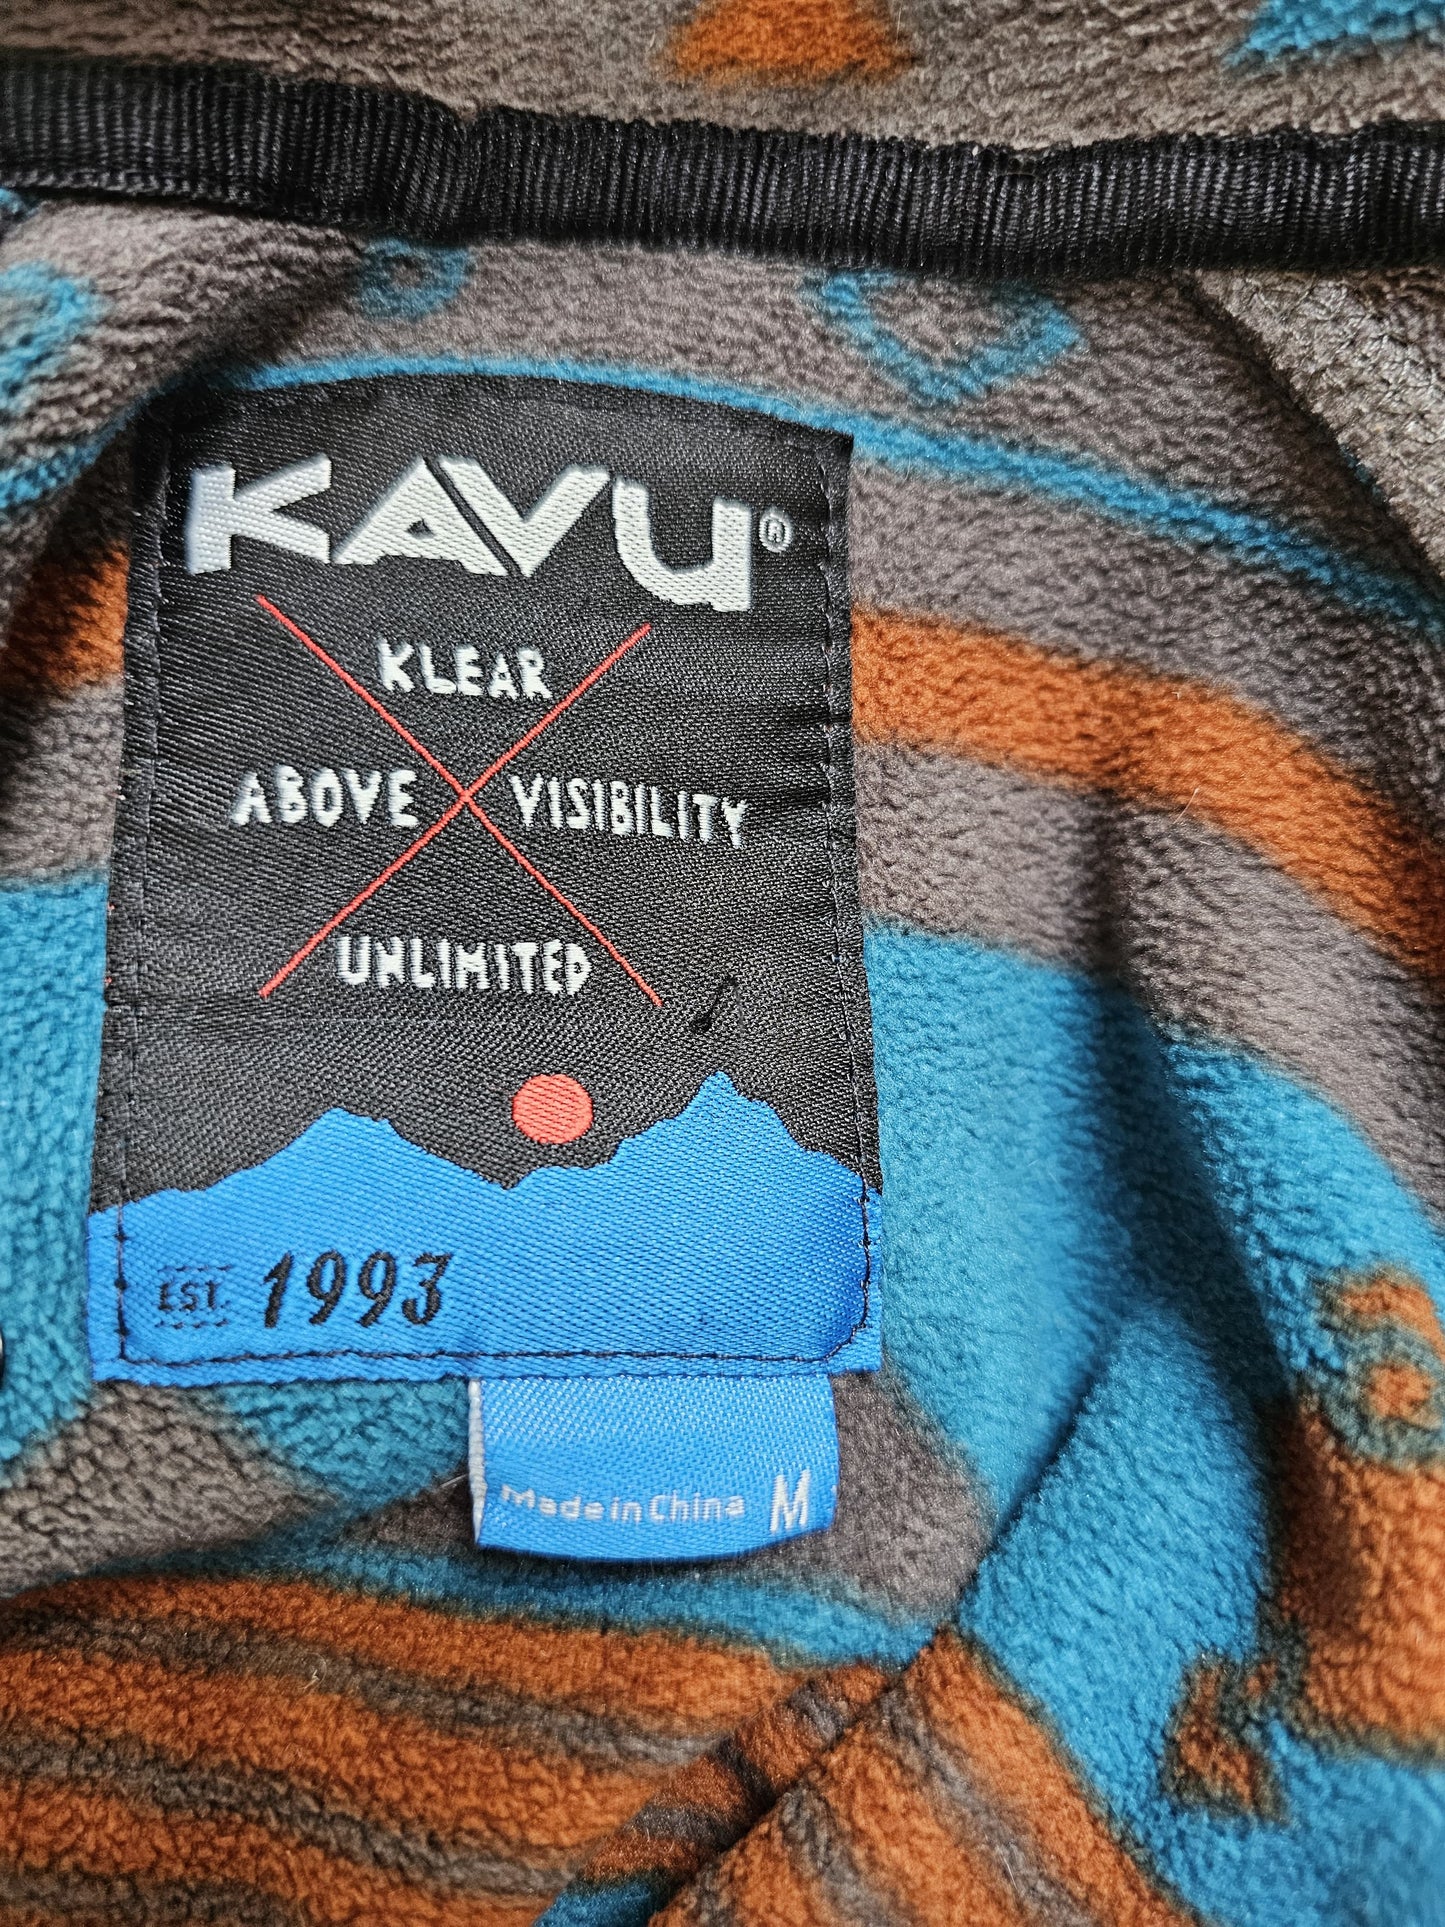 KAVU®
KLEAR
ABOVE VISIBILITY
UNLIMITED
EST. 1993
Made in China M